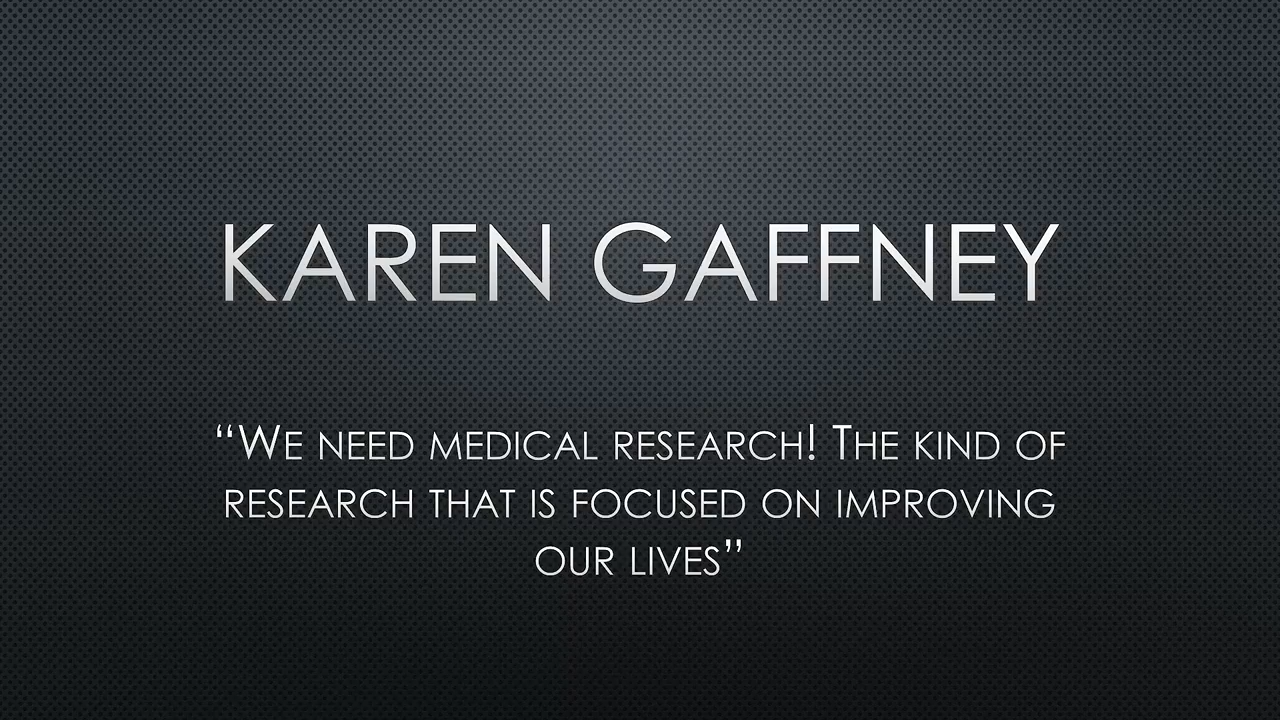 KAREN GAFFNEY
“WE NEED MEDICAL RESEARCH! THE KIND OF
RESEARCH THAT IS FOCUSED ON IMPROVING
OUR LIVES”